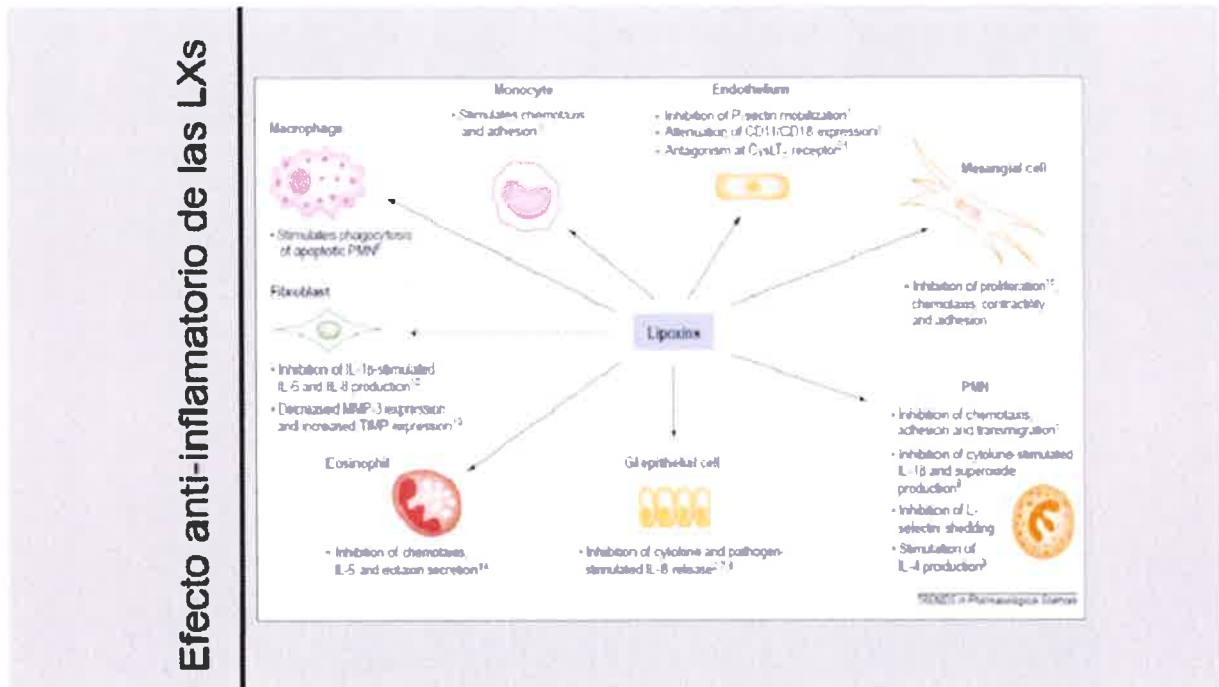 Efecto anti-inflamatorio de las LXs
Monocyte
• Stimulates chemotaxis
and adhesion
Endothelium
• Inhibition of P-selectin mobilization
• Attenuation of CD11/CD18 expression
• Antagonism at CysLT₁ receptor
Macrophage
• Stimulates phagocytosis
of apoptotic PMN
Mesangial cell
• Inhibition of proliferation
chemotaxis, contractility
and adhesion
Fibroblast
• Inhibition of IL-1β-stimulated
IL-6 and IL-8 production
• Decreased MMP-3 expression
and increased TIMP expression
Lipoxins
PMN
• Inhibition of chemotaxis,
adhesion and transmigration
• Inhibition of cytokine-stimulated
IL-1β and superoxide
production
• Inhibition of L-
selectin shedding
• Stimulation of
IL-4 production
Eosinophil
• Inhibition of chemotaxis,
IL-5 and eotaxin secretion
GI epithelial cell
• Inhibition of cytokine and pathogen-
stimulated IL-8 release
TRENDS in Pharmacological Sciences